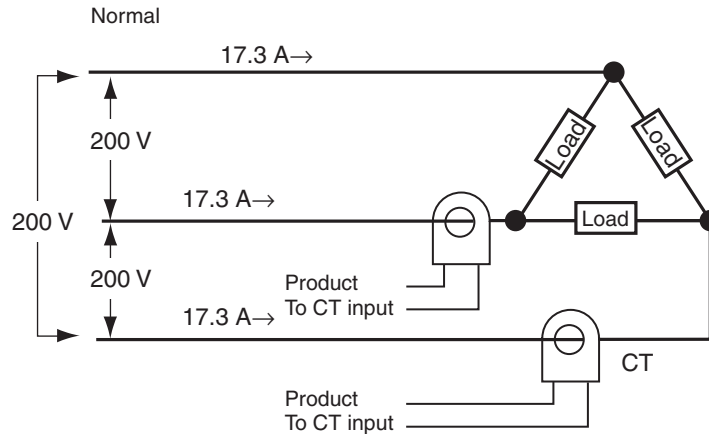 Normal
17.3 A→
200 V
Load
Load
17.3 A→
200 V
Load
200 V
Product
To CT input
17.3 A→
CT
Product
To CT input